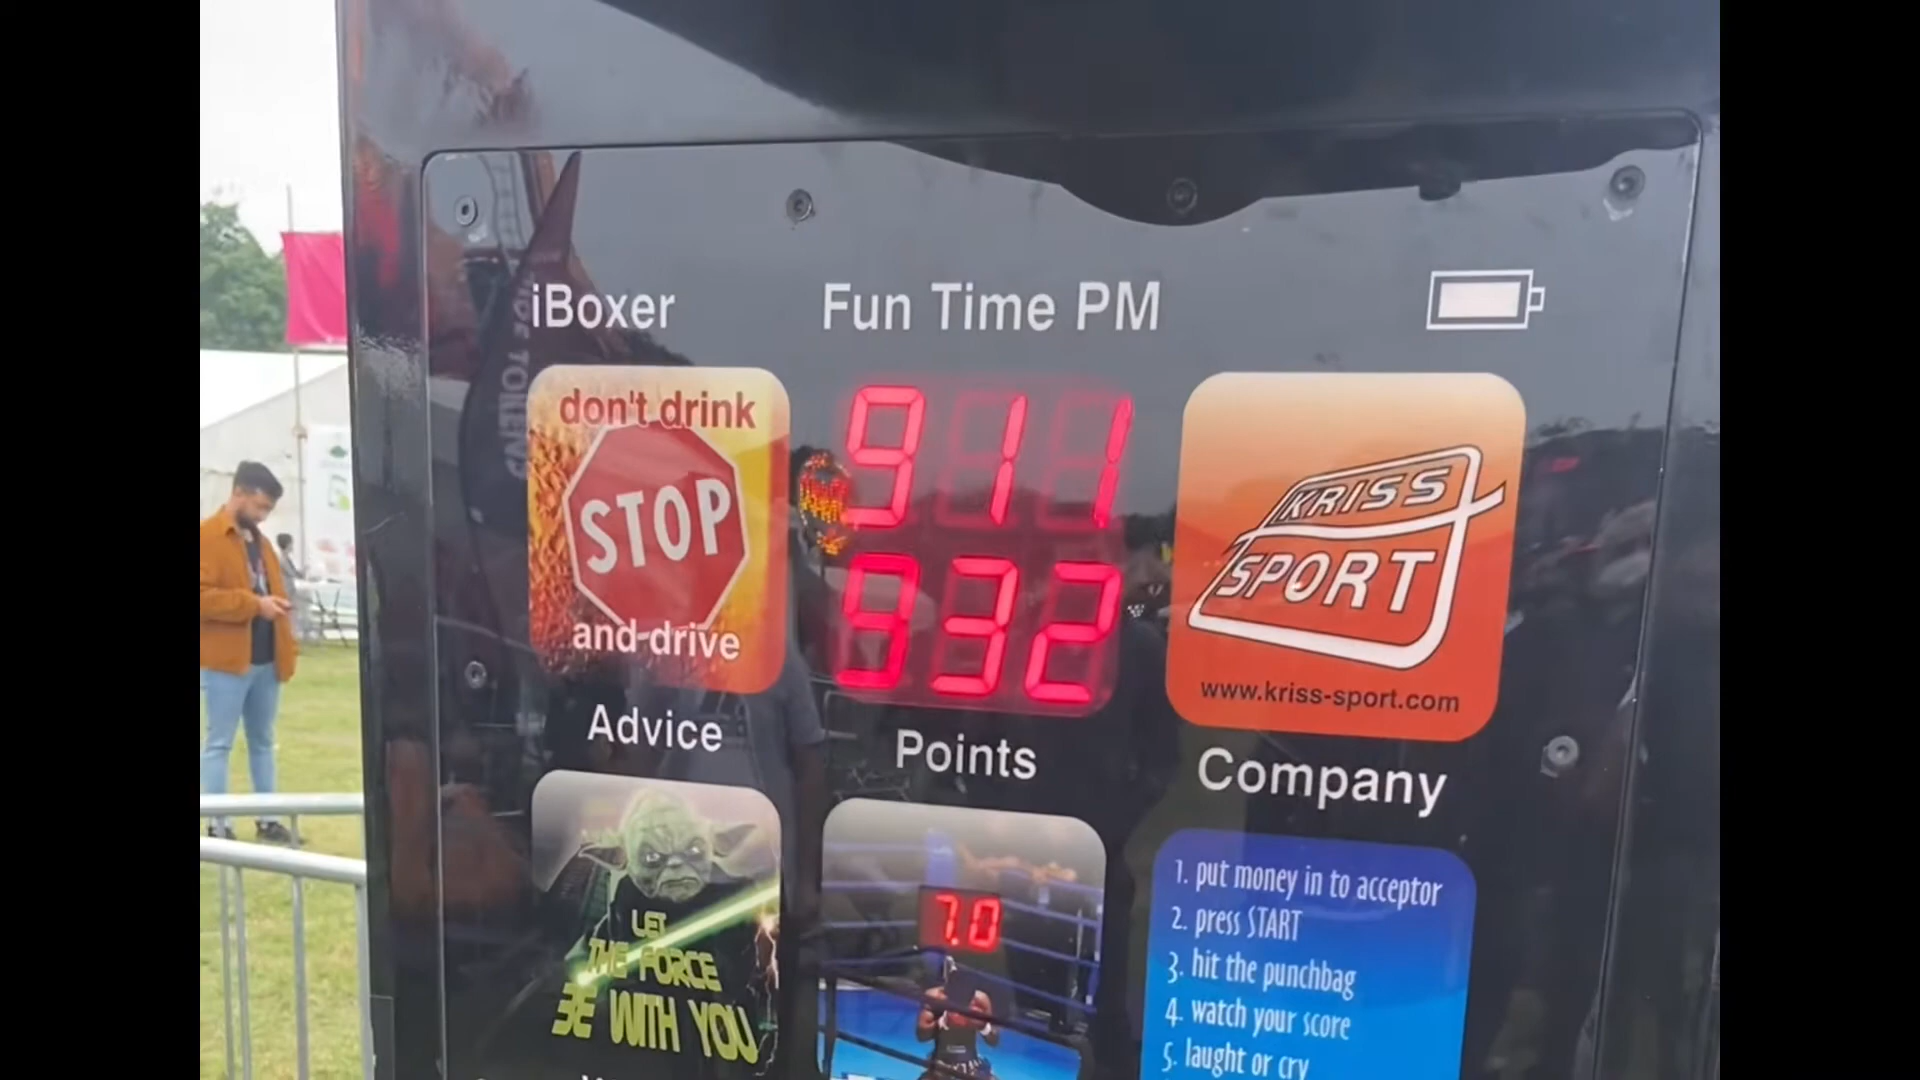 iBoxer
Fun Time PM
don't drink
STOP
and drive
911
932
KRISS
SPORT
www.kriss-sport.com
Advice
Points
Company
LET
THE FORCE
BE WITH YOU
7.0
1. put money in to acceptor
2. press START
3. hit the punchbag
4. watch your score
5. laught or cry